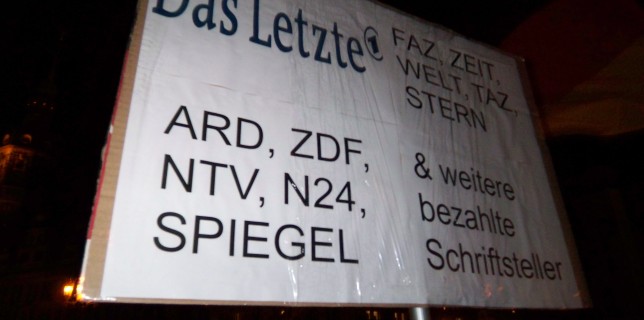 Das Letzte
ARD, ZDF,
NTV, N24,
SPIEGEL
FAZ, ZEIT,
WELT, TAZ,
STERN
& weitere
bezahlte
Schriftsteller